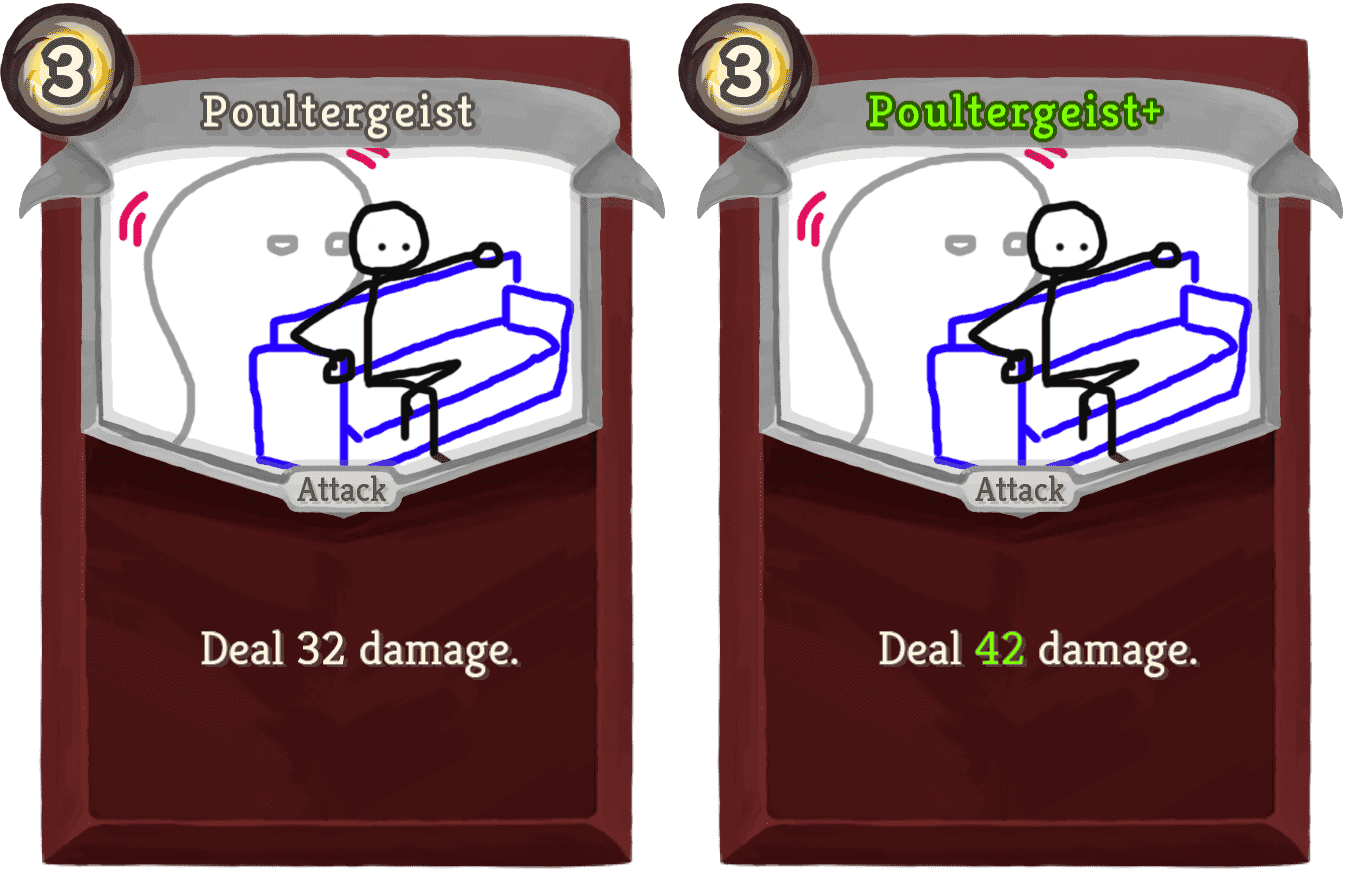 3
Poultergeist
Attack
Deal 32 damage.
3
Poultergeist+
Attack
Deal 42 damage.